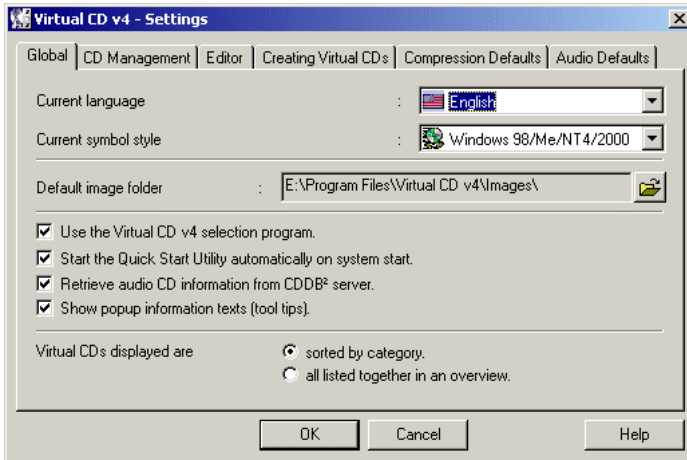 Virtual CD v4 - Settings
Global CD Management Editor Creating Virtual CDs Compression Defaults Audio Defaults
Current language : English
Current symbol style : Windows 98/Me/NT4/2000
Default image folder : E:\Program Files\Virtual CD v4\Images\
Use the Virtual CD v4 selection program.
Start the Quick Start Utility automatically on system start.
Retrieve audio CD information from CDDB² server.
Show popup information texts (tool tips).
Virtual CDs displayed are sorted by category.
all listed together in an overview.
OK Cancel Help